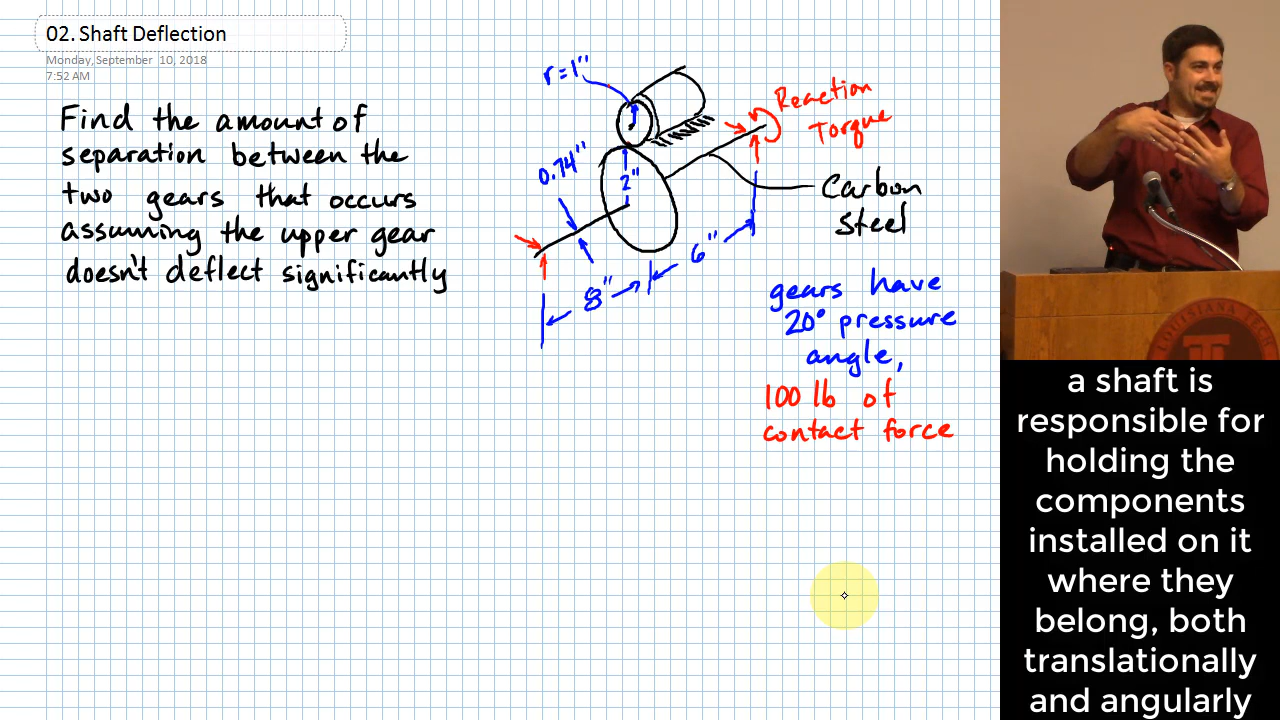 02. Shaft Deflection
Monday, September 10, 2018
7:52 AM
Find the amount of
separation between the
two gears that occurs
assuming the upper gear
doesn't deflect significantly
r=1"
Reaction
Torque
0.74"
2"
Carbon
Steel
6"
8"
gears have
20° pressure
angle,
100 lb of
contact force
a shaft is
responsible for
holding the
components
installed on it
where they
belong, both
translationally
and angularly